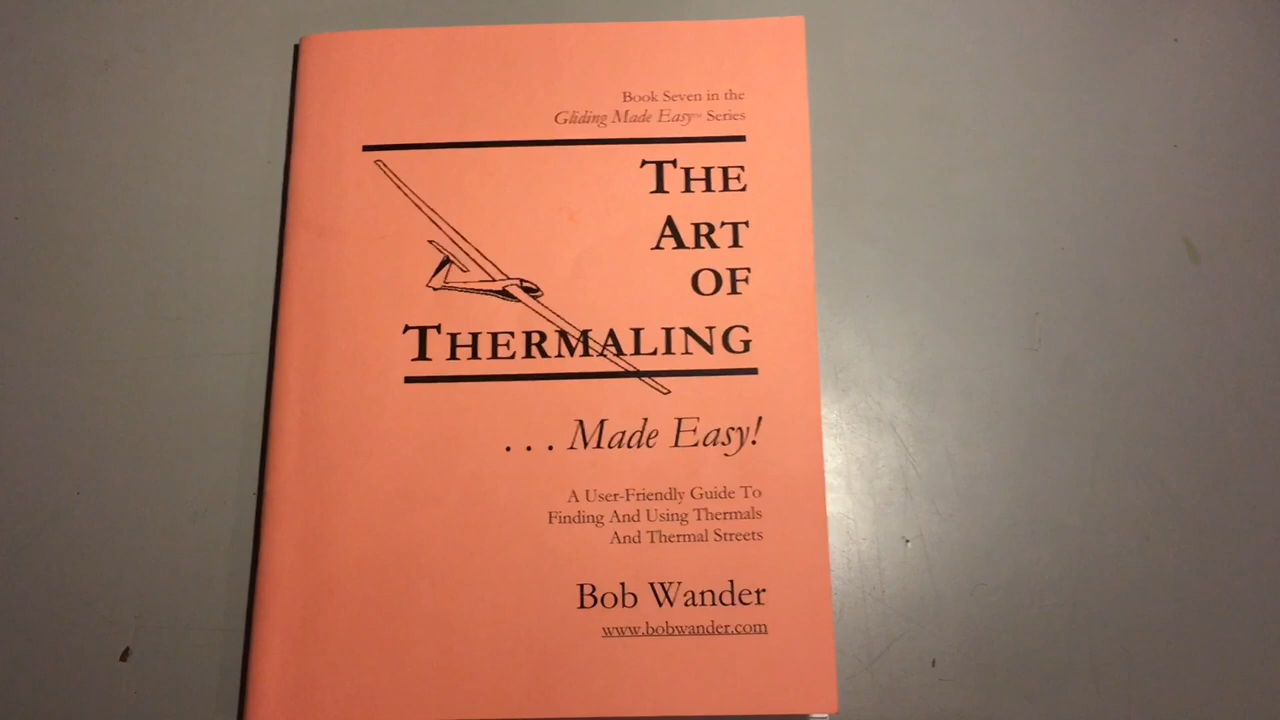 Book Seven in the
Gliding Made Easy™ Series
THE
ART
OF
THERMALING
. . . Made Easy!
A User-Friendly Guide To
Finding And Using Thermals
And Thermal Streets
Bob Wander
www.bobwander.com